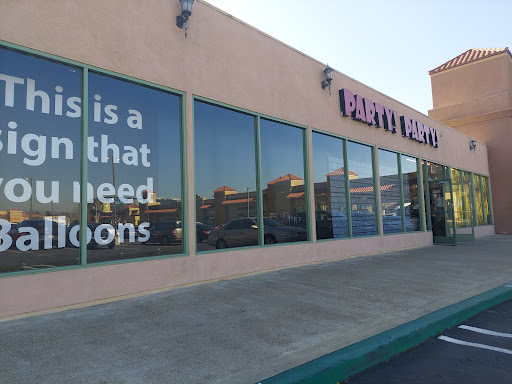 This is a
sign that
you need
Balloons
PARTY! PARTY!